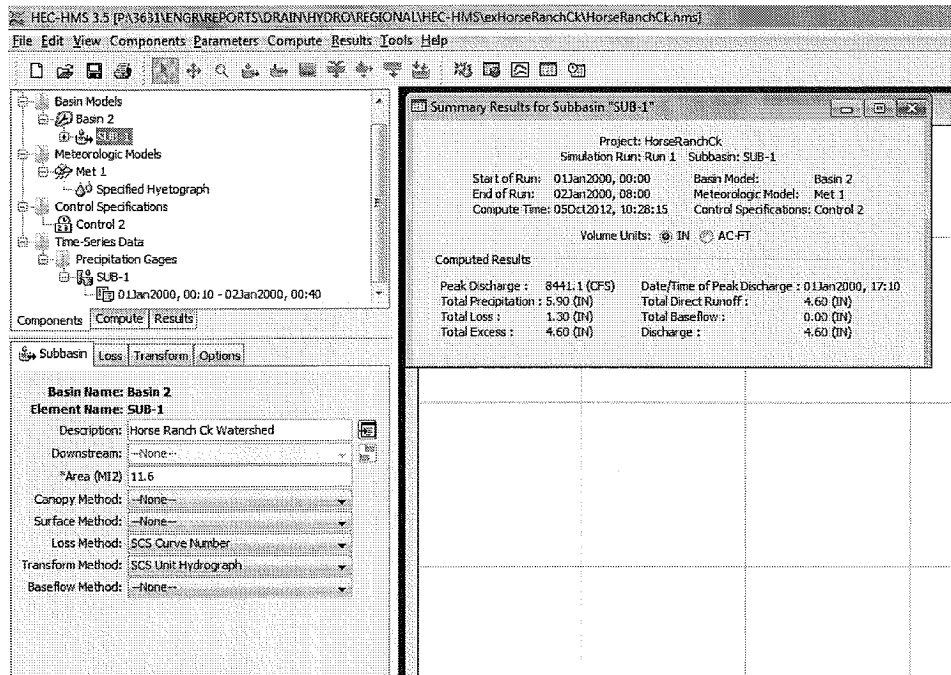 HEC-HMS 3.5 [P:\3631\ENGR\REPORTS\DRAIN\HYDRO\REGIONAL\HEC-HMS\exHorseRanchCk\HorseRanchCk.hms]
File Edit View Components Parameters Compute Results Tools Help
Basin Models
Basin 2
SUB-1
Meteorologic Models
Met 1
Specified Hyetograph
Control Specifications
Control 2
Time-Series Data
Precipitation Gages
SUB-1
01Jan2000, 00:10 - 02Jan2000, 00:40
Components Compute Results
Subbasin Loss Transform Options
Basin Name: Basin 2
Element Name: SUB-1
Description: Horse Ranch Ck Watershed
Downstream: --None--
*Area (MI2) 11.6
Canopy Method: --None--
Surface Method: --None--
Loss Method: SCS Curve Number
Transform Method: SCS Unit Hydrograph
Baseflow Method: --None--
Summary Results for Subbasin "SUB-1"
Project: HorseRanchCk
Simulation Run: Run 1 Subbasin: SUB-1
Start of Run: 01Jan2000, 00:00 Basin Model: Basin 2
End of Run: 02Jan2000, 08:00 Meteorologic Model: Met 1
Compute Time: 05Oct2012, 10:28:15 Control Specifications: Control 2
Volume Units: IN AC-FT
Computed Results
Peak Discharge : 8441.1 (CFS) Date/Time of Peak Discharge : 01Jan2000, 17:10
Total Precipitation : 5.90 (IN) Total Direct Runoff : 4.60 (IN)
Total Loss : 1.30 (IN) Total Baseflow : 0.00 (IN)
Total Excess : 4.60 (IN) Discharge : 4.60 (IN)